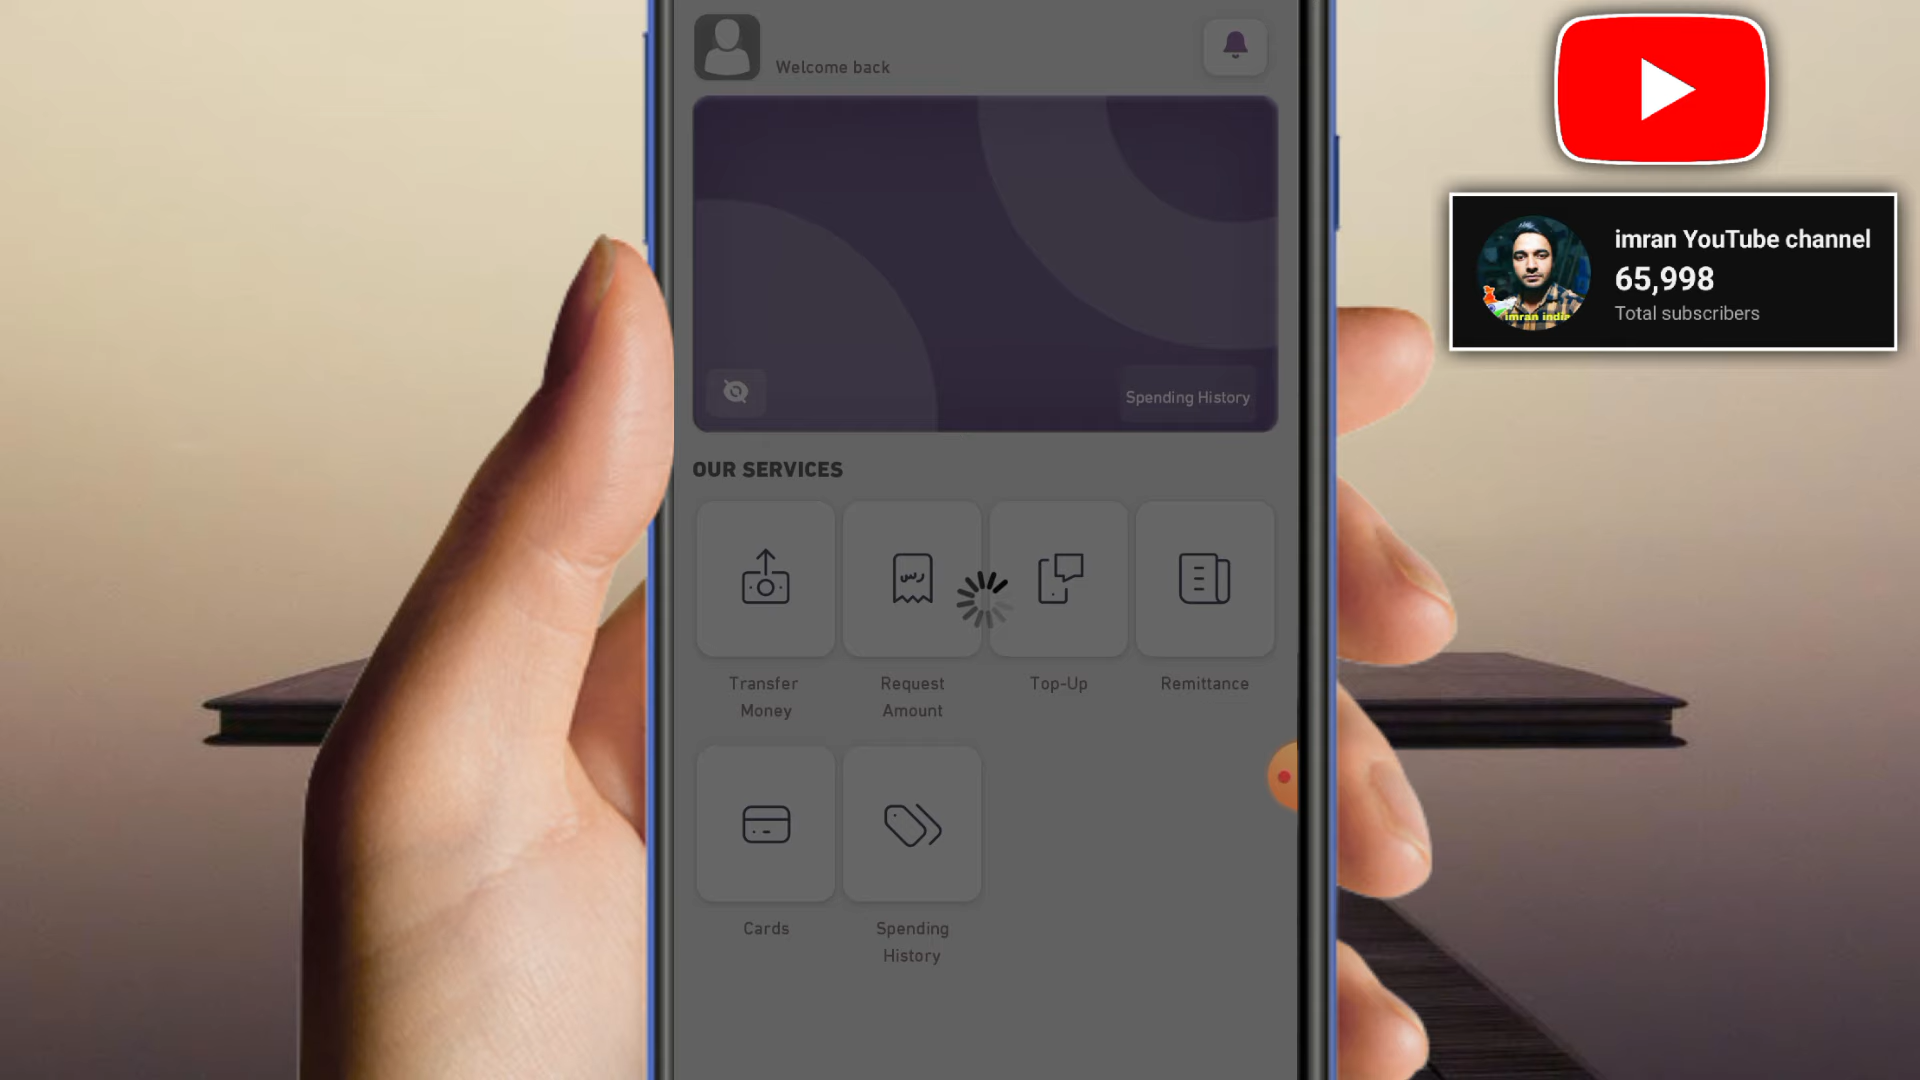 Welcome back
Spending History
OUR SERVICES
رس
Transfer
Money
Request
Amount
Top-Up
Remittance
Cards
Spending
History
imran YouTube channel
65,998
Total subscribers
imran india